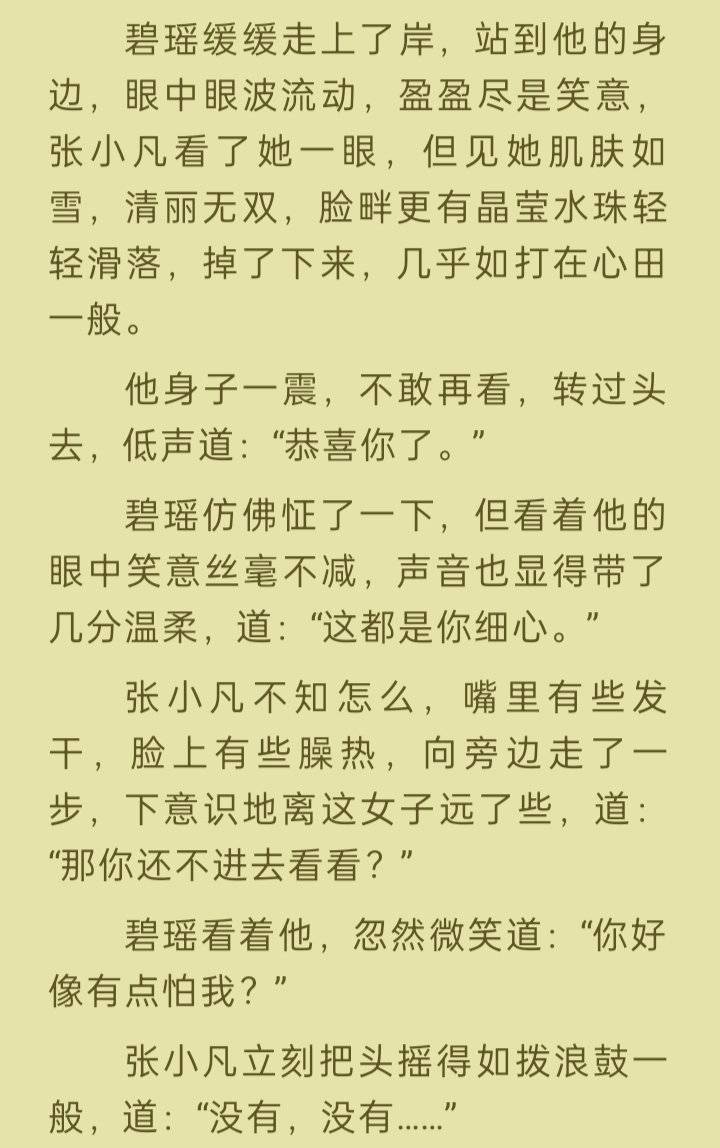 碧瑶缓缓走上了岸，站到他的身
边，眼中眼波流动，盈盈尽是笑意，
张小凡看了她一眼，但见她肌肤如
雪，清丽无双，脸畔更有晶莹水珠轻
轻滑落，掉了下来，几乎如打在心田
一般。
他身子一震，不敢再看，转过头
去，低声道：“恭喜你了。”
碧瑶仿佛怔了一下，但看着他的
眼中笑意丝毫不减，声音也显得带了
几分温柔，道：“这都是你细心。”
张小凡不知怎么，嘴里有些发
干，脸上有些臊热，向旁边走了一
步，下意识地离这女子远了些，道：
“那你还不进去看看？”
碧瑶看着他，忽然微笑道：“你好
像有点怕我？”
张小凡立刻把头摇得如拨浪鼓一
般，道：“没有，没有……”